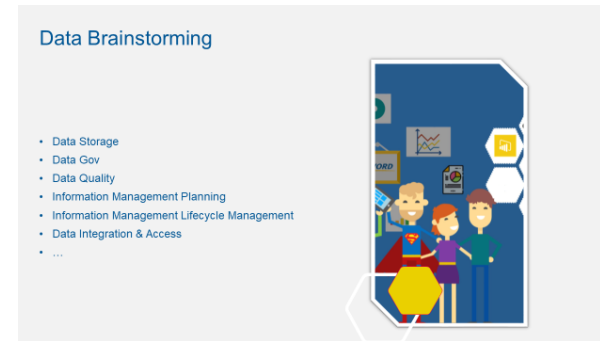 Data Brainstorming
• Data Storage
• Data Gov
• Data Quality
• Information Management Planning
• Information Management Lifecycle Management
• Data Integration & Access
• ...